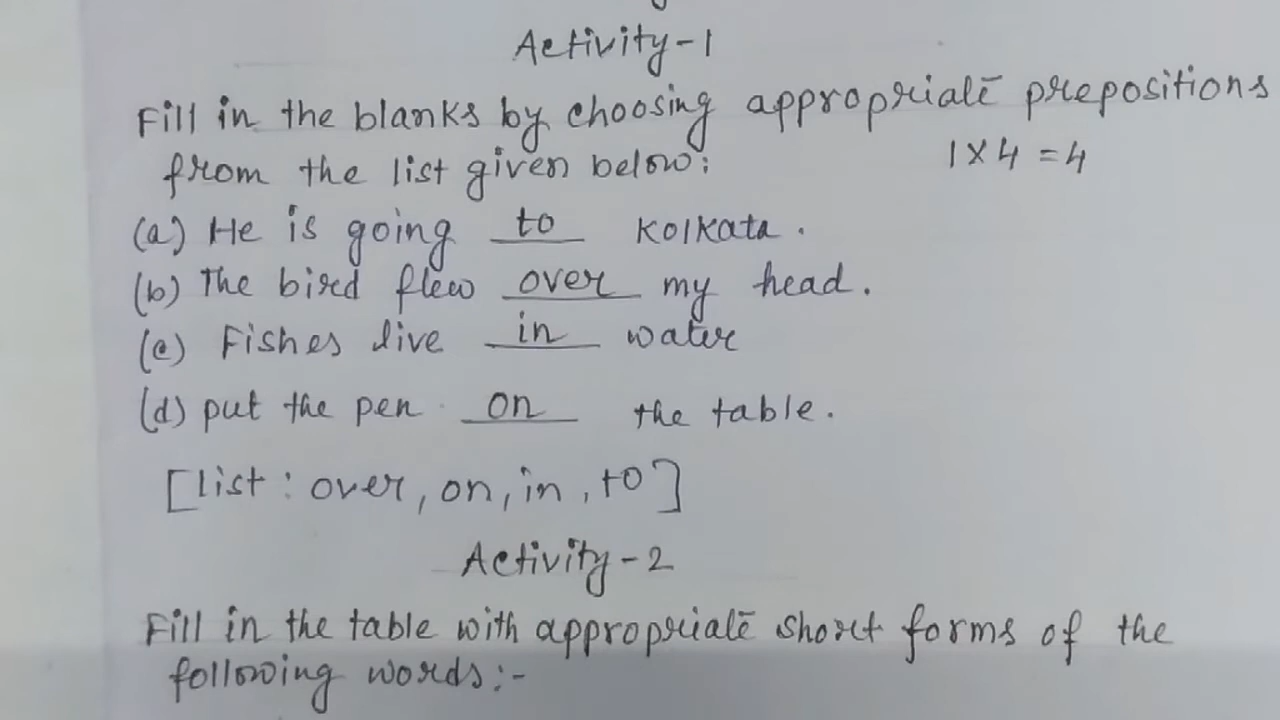 Activity-1
Fill in the blanks by choosing appropriate prepositions
from the list given below: 1 x 4 = 4
(a) He is going to Kolkata.
(b) The bird flew over my head.
(c) Fishes live in water
(d) put the pen on the table.
[list: over, on, in, to]
Activity-2
Fill in the table with appropriate short forms of the
following words:-